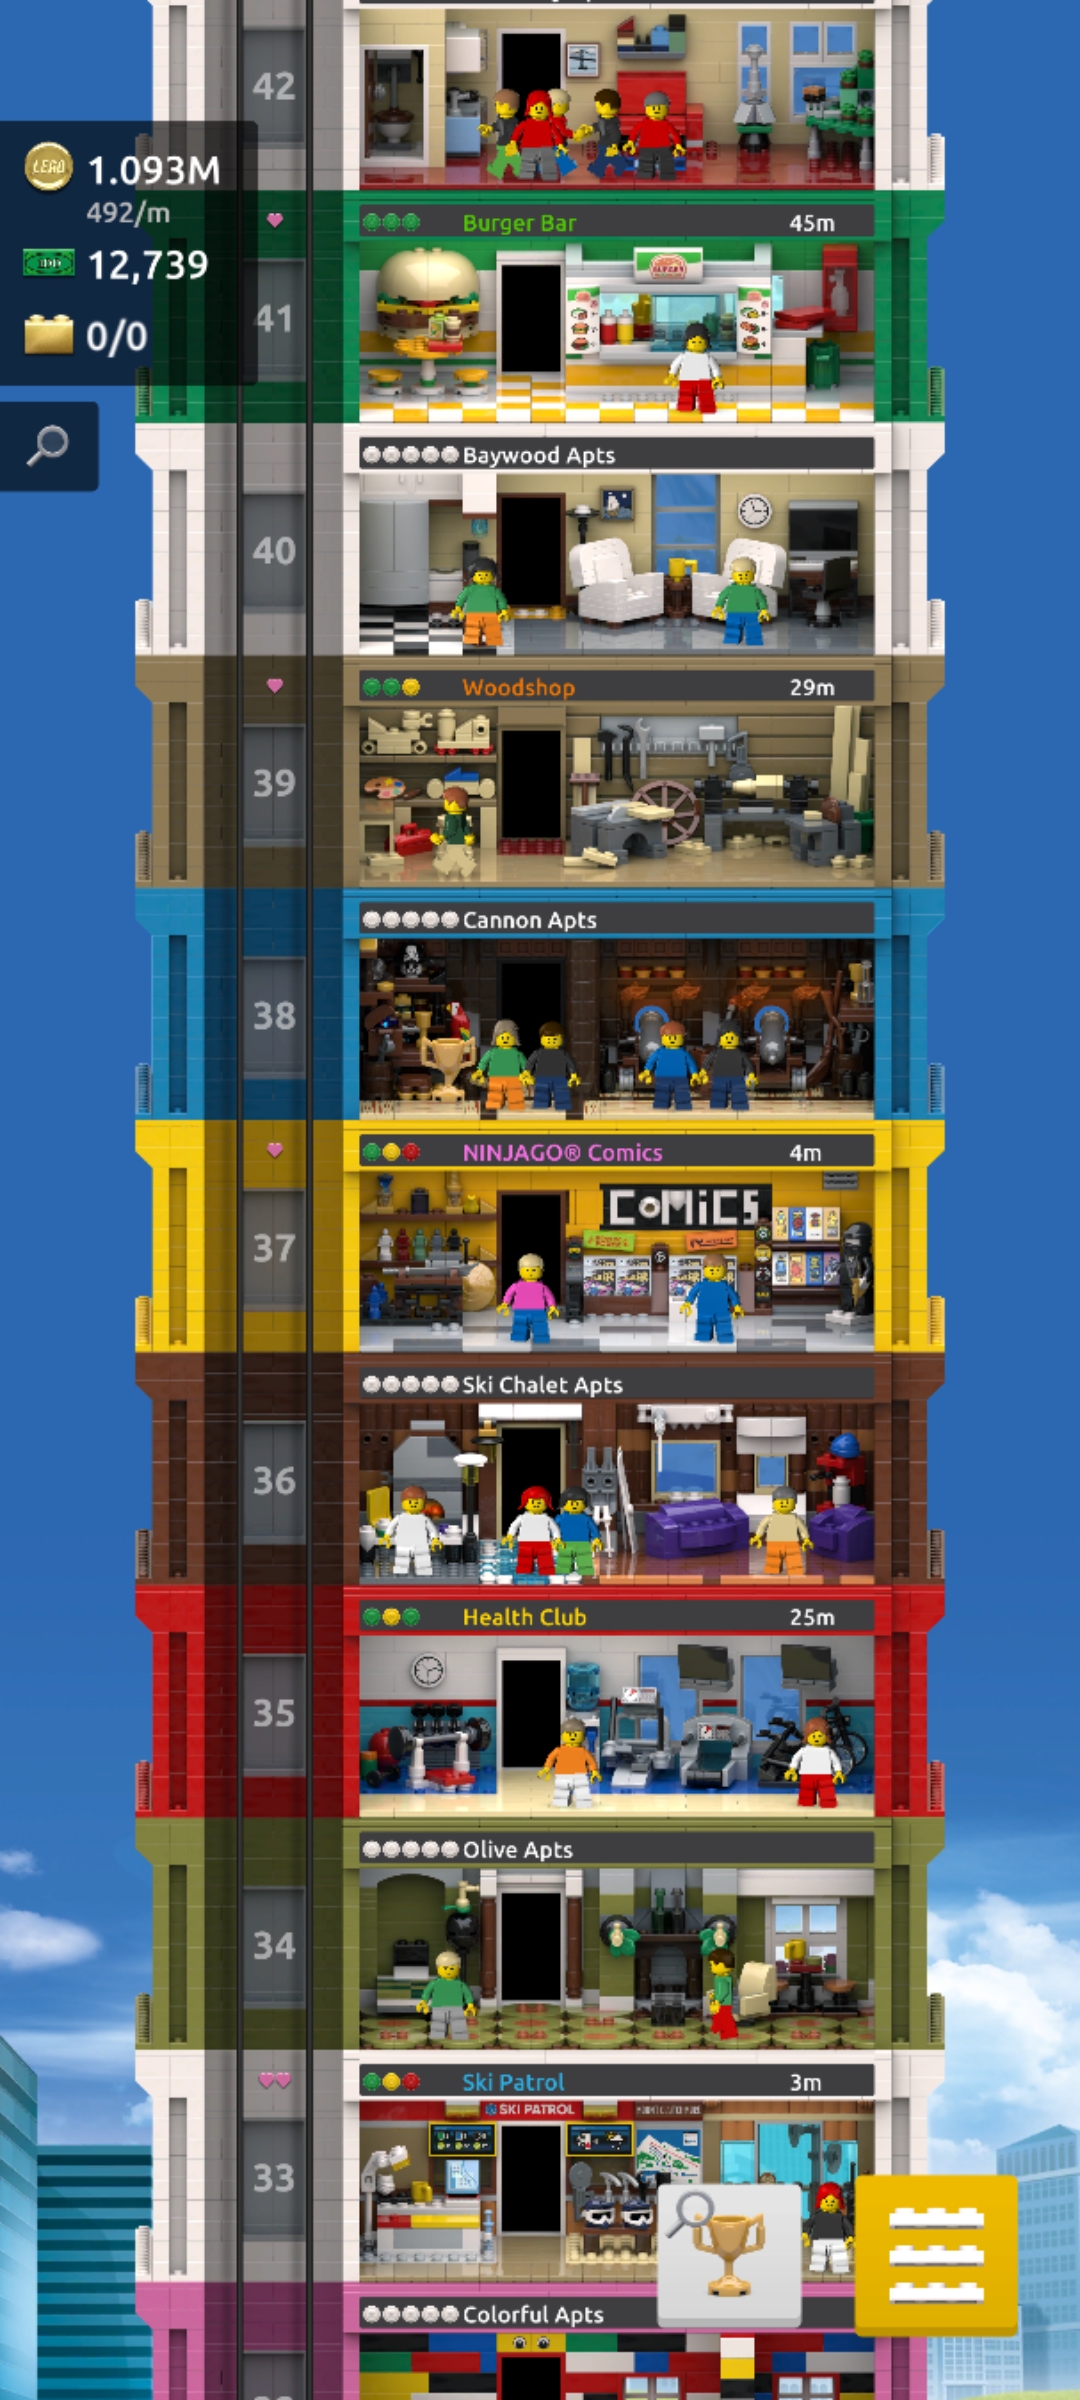 42
LEGO
1.093M
492/m
12,739
0/0
Burger Bar
45m
41
Baywood Apts
40
Woodshop
29m
39
Cannon Apts
38
NINJAGO® Comics
4m
COMiCS
37
Ski Chalet Apts
36
Health Club
25m
35
Olive Apts
34
Ski Patrol
3m
SKI PATROL
33
Colorful Apts